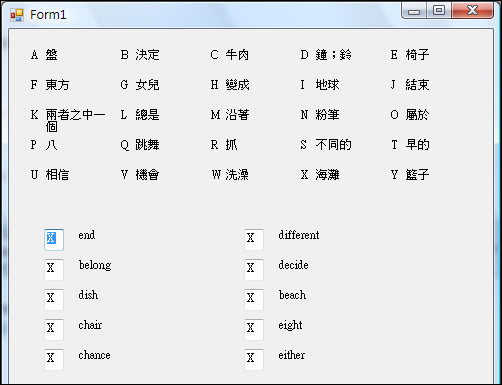 Form1
A 盤 B 決定 C 牛肉 D 鐘；鈴 E 椅子
F 東方 G 女兒 H 變成 I 地球 J 結束
K 兩者之中一個 L 總是 M 沿著 N 粉筆 O 屬於
P 八 Q 跳舞 R 抓 S 不同的 T 早的
U 相信 V 機會 W 洗澡 X 海灘 Y 籃子
X end X different
X belong X decide
X dish X beach
X chair X eight
X chance X either